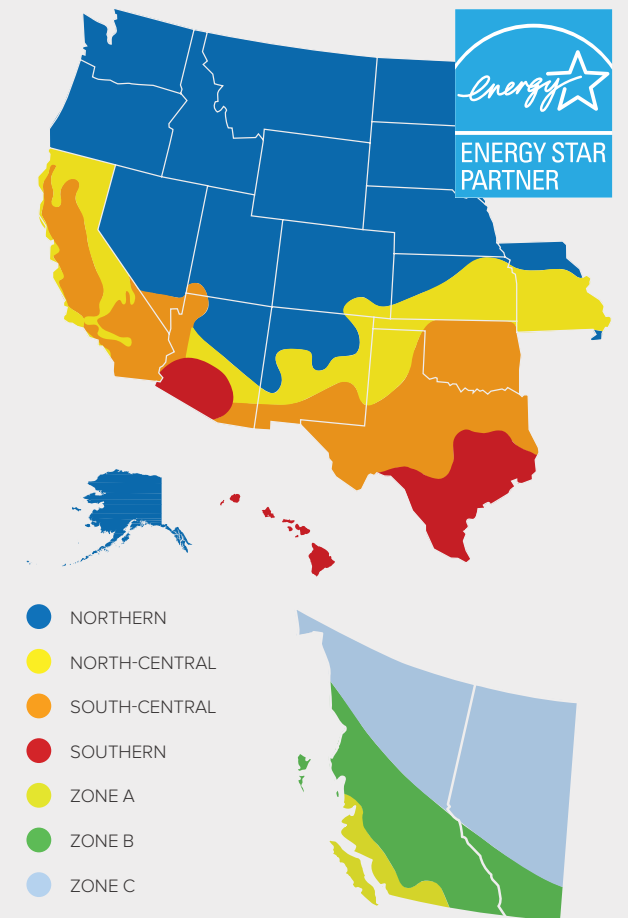 energy
ENERGY STAR
PARTNER
NORTHERN
NORTH-CENTRAL
SOUTH-CENTRAL
SOUTHERN
ZONE A
ZONE B
ZONE C